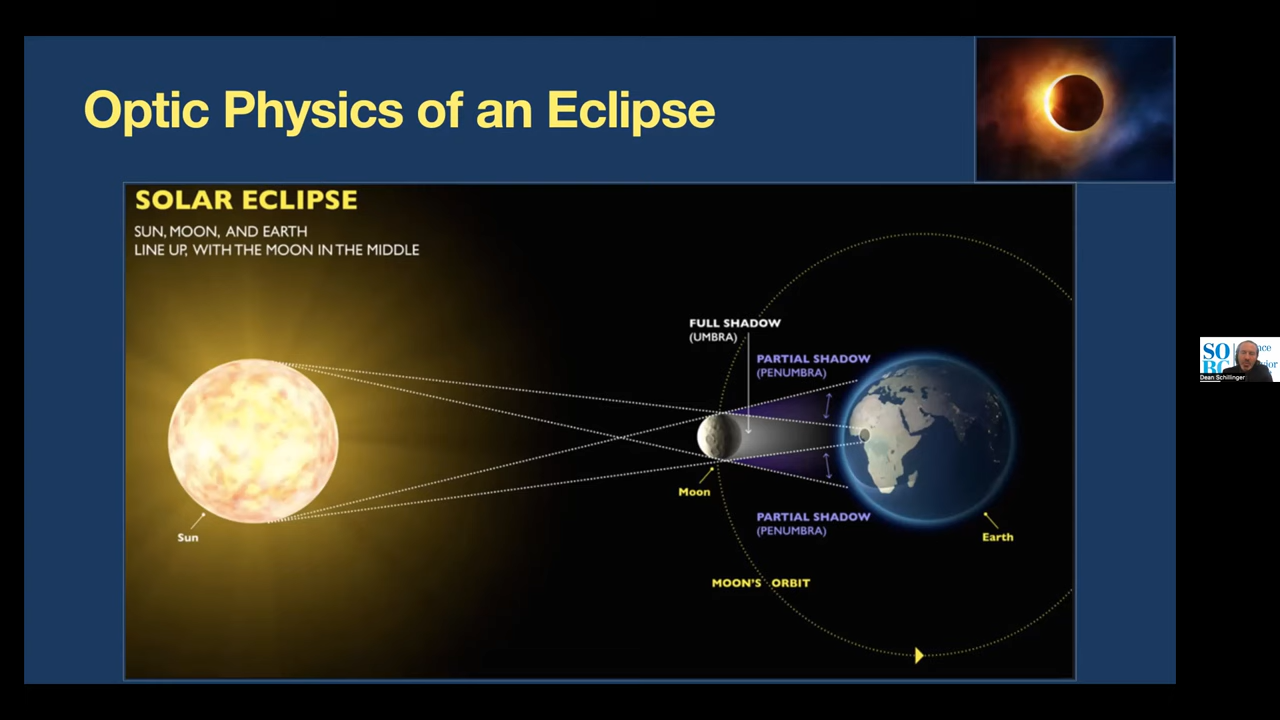 Optic Physics of an Eclipse
SOLAR ECLIPSE
SUN, MOON, AND EARTH
LINE UP, WITH THE MOON IN THE MIDDLE
FULL SHADOW
(UMBRA)
PARTIAL SHADOW
(PENUMBRA)
Moon
Sun
PARTIAL SHADOW
(PENUMBRA)
Earth
MOON'S ORBIT
SO
Dean Schillinger